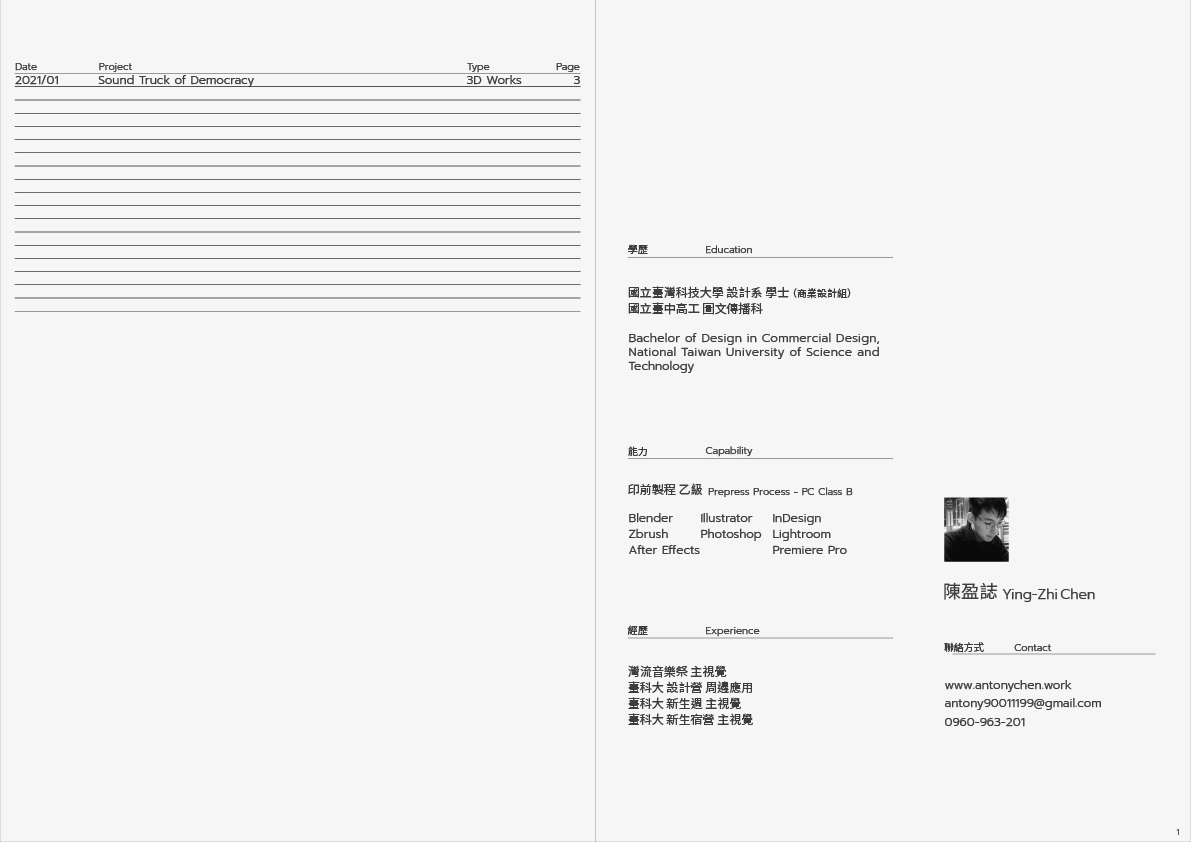 Date Project Type Page
2021/01 Sound Truck of Democracy 3D Works 3
學歷 Education
國立臺灣科技大學 設計系 學士 (商業設計組)
國立臺中高工 圖文傳播科
Bachelor of Design in Commercial Design,
National Taiwan University of Science and
Technology
能力 Capability
印前製程 乙級 Prepress Process - PC Class B
Blender Illustrator InDesign
Zbrush Photoshop Lightroom
After Effects Premiere Pro
經歷 Experience
灣流音樂祭 主視覺
臺科大 設計營 周邊應用
臺科大 新生週 主視覺
臺科大 新生宿營 主視覺
陳盈誌 Ying-Zhi Chen
聯絡方式 Contact
www.antonychen.work
antony90011199@gmail.com
0960-963-201
1